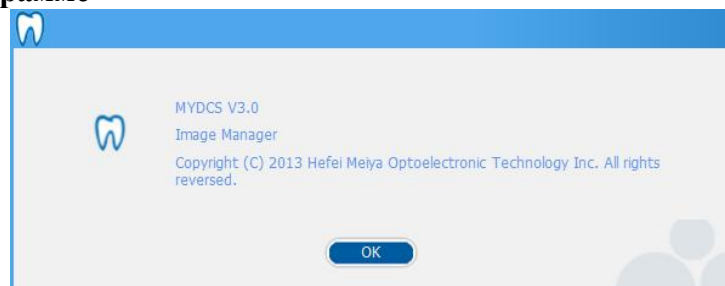 MYDCS V3.0
Image Manager
Copyright (C) 2013 Hefei Meiya Optoelectronic Technology Inc. All rights
reversed.
OK